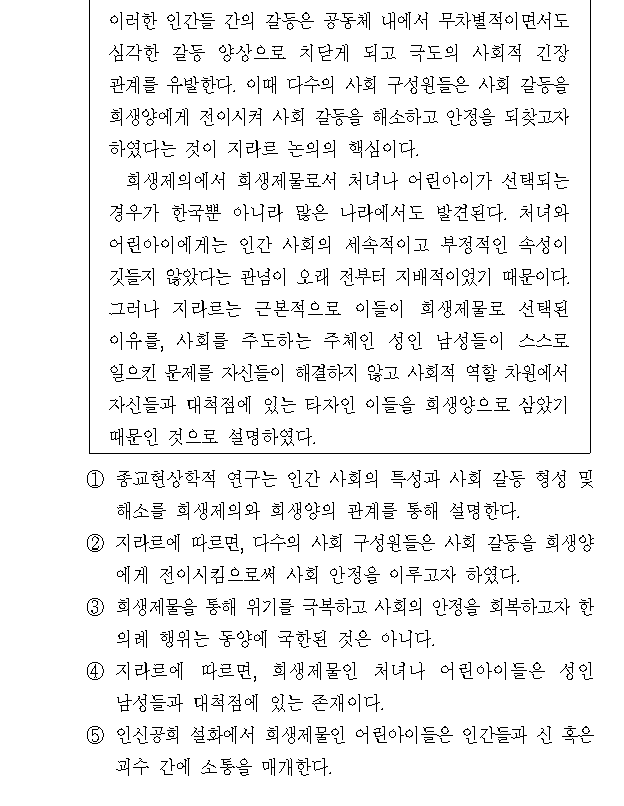 이러한 인간들 간의 갈등은 공동체 내에서 무차별적이면서도
심각한 갈등 양상으로 치닫게 되고 극도의 사회적 긴장
관계를 유발한다. 이때 다수의 사회 구성원들은 사회 갈등을
희생양에게 전이시켜 사회 갈등을 해소하고 안정을 되찾고자
하였다는 것이 지라르 논의의 핵심이다.
희생제의에서 희생제물로서 처녀나 어린아이가 선택되는
경우가 한국뿐 아니라 많은 나라에서도 발견된다. 처녀와
어린아이에게는 인간 사회의 세속적이고 부정적인 속성이
깃들지 않았다는 관념이 오래 전부터 지배적이었기 때문이다.
그러나 지라르는 근본적으로 이들이 희생제물로 선택된
이유를, 사회를 주도하는 주체인 성인 남성들이 스스로
일으킨 문제를 자신들이 해결하지 않고 사회적 역할 차원에서
자신들과 대척점에 있는 타자인 이들을 희생양으로 삼았기
때문인 것으로 설명하였다.
① 종교현상학적 연구는 인간 사회의 특성과 사회 갈등 형성 및
해소를 희생제의와 희생양의 관계를 통해 설명한다.
② 지라르에 따르면, 다수의 사회 구성원들은 사회 갈등을 희생양
에게 전이시킴으로써 사회 안정을 이루고자 하였다.
③ 희생제물을 통해 위기를 극복하고 사회의 안정을 회복하고자 한
의례 행위는 동양에 국한된 것은 아니다.
④ 지라르에 따르면, 희생제물인 처녀나 어린아이들은 성인
남성들과 대척점에 있는 존재이다.
⑤ 인신공희 설화에서 희생제물인 어린아이들은 인간들과 신 혹은
괴수 간에 소통을 매개한다.